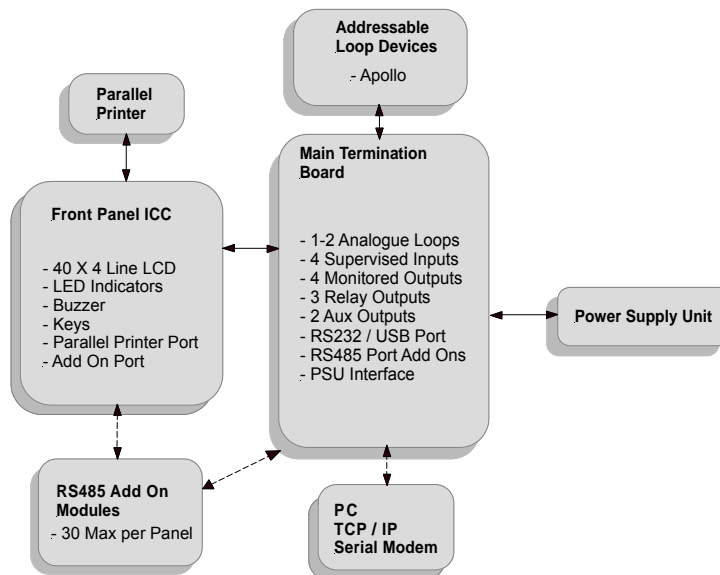 Addressable
Loop Devices
- Apollo
Parallel
Printer
Main Termination
Board
- 1-2 Analogue Loops
- 4 Supervised Inputs
- 4 Monitored Outputs
- 3 Relay Outputs
- 2 Aux Outputs
- RS232 / USB Port
- RS485 Port Add Ons
- PSU Interface
Front Panel ICC
- 40 X 4 Line LCD
- LED Indicators
- Buzzer
- Keys
- Parallel Printer Port
- Add On Port
Power Supply Unit
RS485 Add On
Modules
- 30 Max per Panel
PC
TCP / IP
Serial Modem